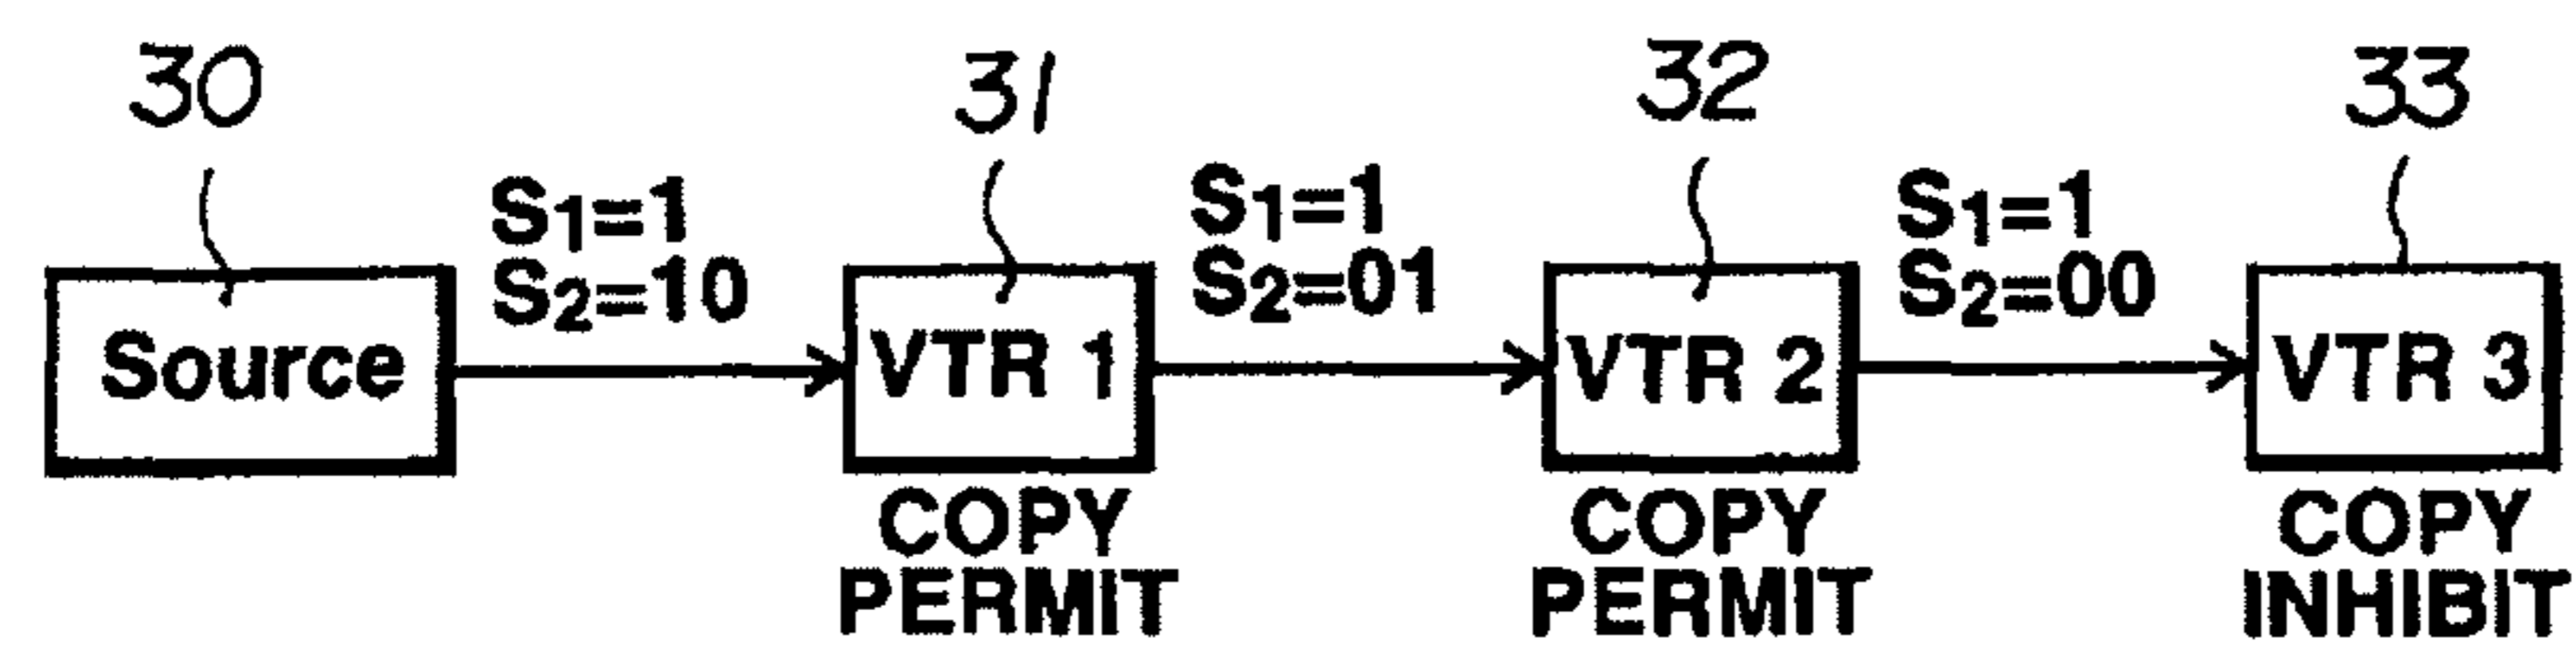 30
31
32
33
S1=1
S2=10
S1=1
S2=01
S1=1
S2=00
Source
VTR 1
VTR 2
VTR 3
COPY
PERMIT
COPY
PERMIT
COPY
INHIBIT